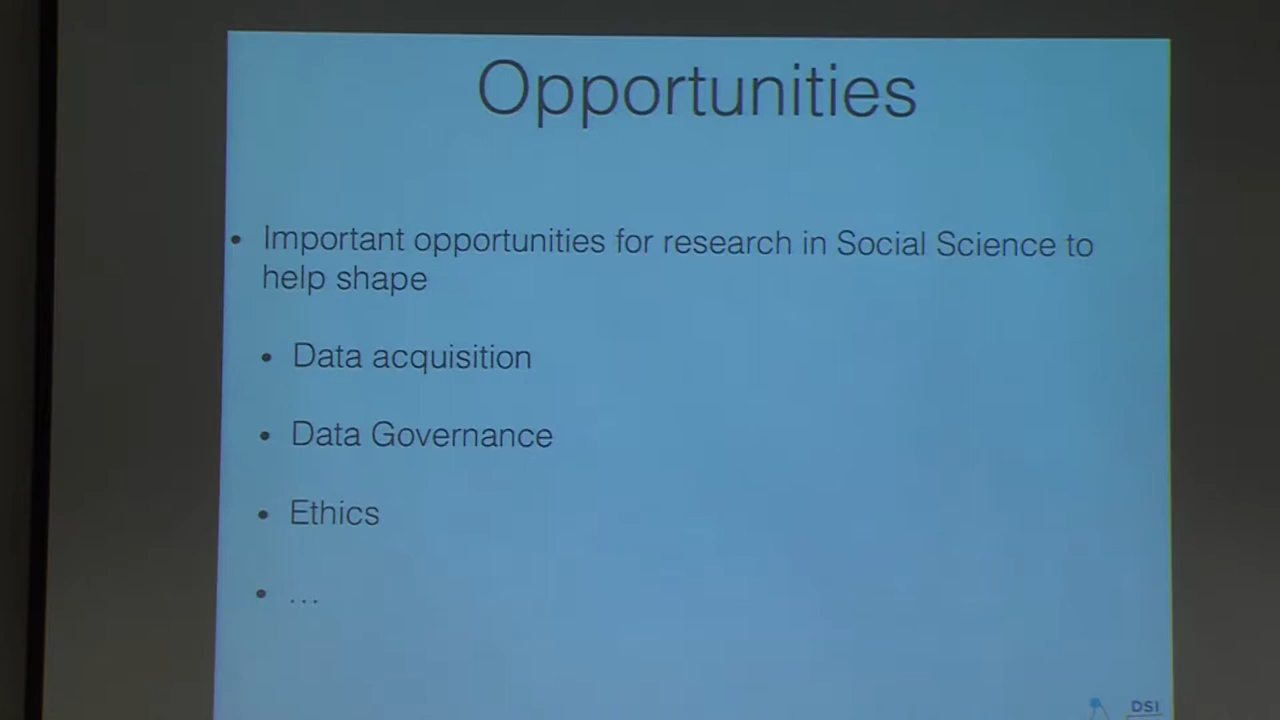 Opportunities
• Important opportunities for research in Social Science to
help shape
• Data acquisition
• Data Governance
• Ethics
• ...
DSI